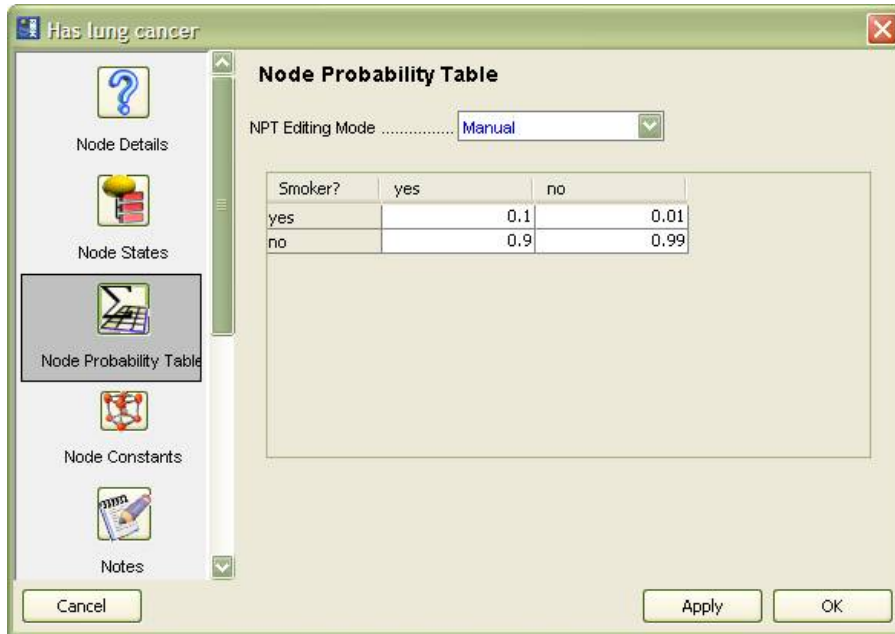 Has lung cancer
Node Details
Node States
Node Probability Table
Node Constants
Notes
Node Probability Table
NPT Editing Mode ................ Manual
Smoker? yes no
yes 0.1 0.01
no 0.9 0.99
Cancel Apply OK